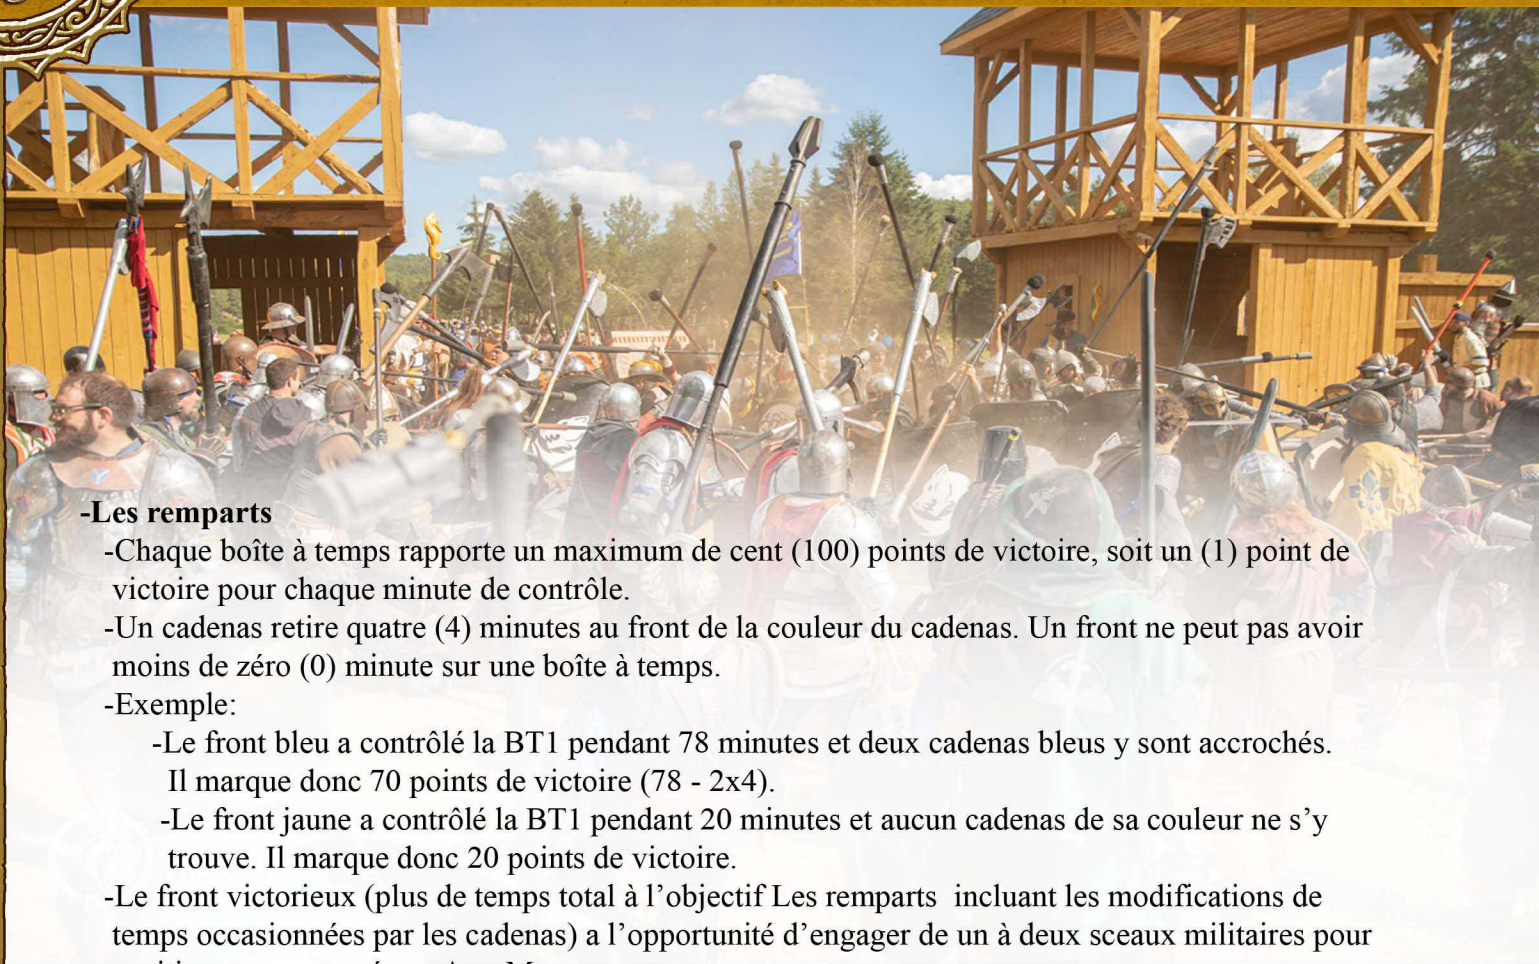 -Les remparts
-Chaque boîte à temps rapporte un maximum de cent (100) points de victoire, soit un (1) point de
victoire pour chaque minute de contrôle.
-Un cadenas retire quatre (4) minutes au front de la couleur du cadenas. Un front ne peut pas avoir
moins de zéro (0) minute sur une boîte à temps.
-Exemple:
-Le front bleu a contrôlé la BT1 pendant 78 minutes et deux cadenas bleus y sont accrochés.
Il marque donc 70 points de victoire (78 - 2x4).
-Le front jaune a contrôlé la BT1 pendant 20 minutes et aucun cadenas de sa couleur ne s’y
trouve. Il marque donc 20 points de victoire.
-Le front victorieux (plus de temps total à l’objectif Les remparts  incluant les modifications de
temps occasionnées par les cadenas) a l’opportunité d’engager de un à deux sceaux militaires pour